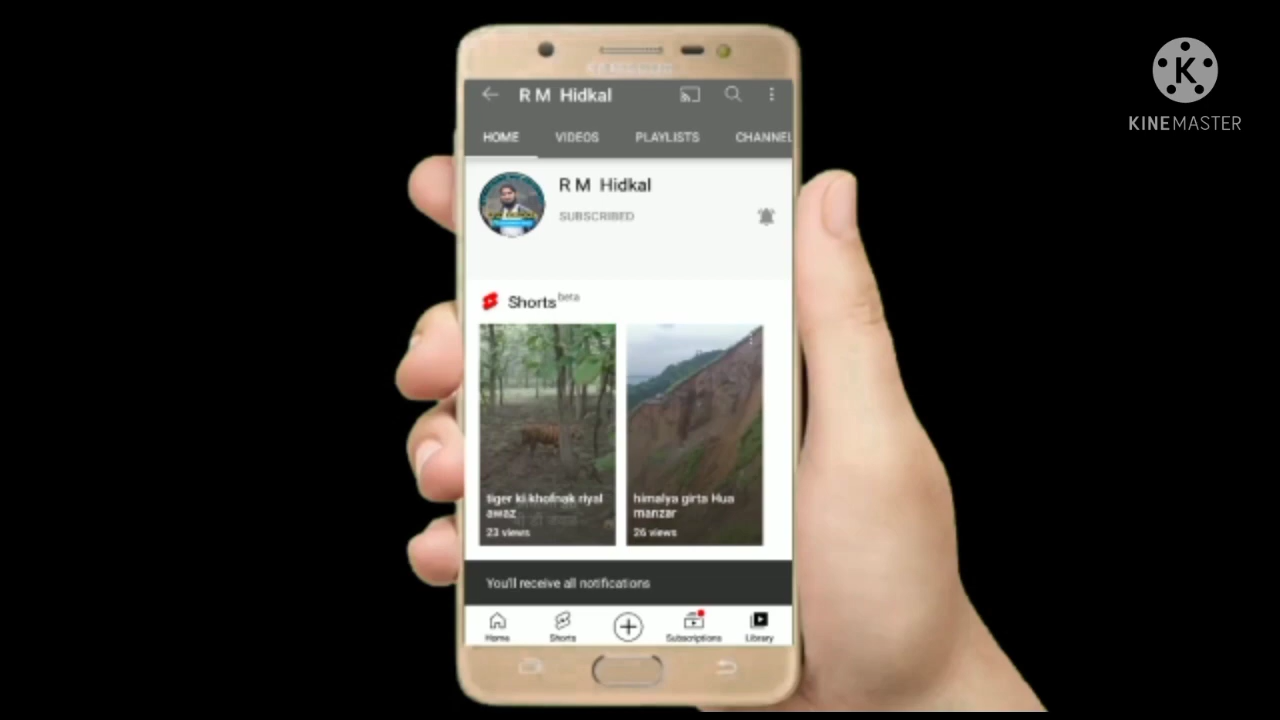 R M Hidkal
HOME VIDEOS PLAYLISTS CHANNEL
R M Hidkal
SUBSCRIBED
Shorts beta
tiger ki khofnak riyal
awaz
23 views
himalya girta Hua
manzar
26 views
You'll receive all notifications
Home Shorts Subscriptions Library
K
KINEMASTER